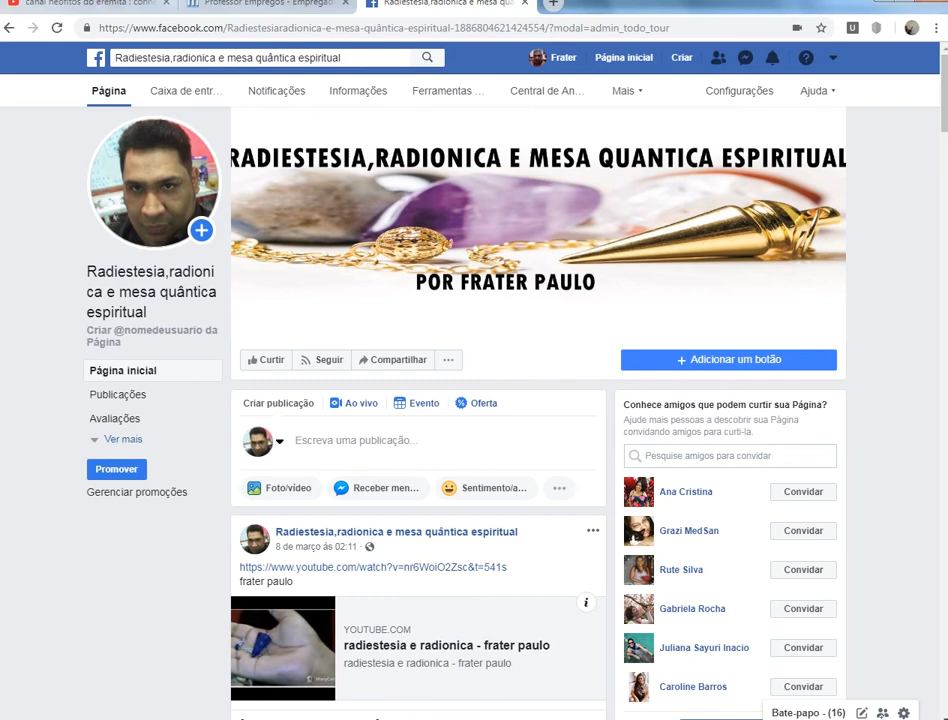 canal neófitos do eremita : conhe
Professor Empregos - Empregado
Radiestesia,radionica e mesa qu
https://www.facebook.com/Radiestesiaradionica-e-mesa-quântica-espiritual-1886804621424554/?modal=admin_todo_tour
Radiestesia,radionica e mesa quântica espiritual
Frater
Página inicial
Criar
Página
Caixa de entr...
Notificações
Informações
Ferramentas ...
Central de An...
Mais
Configurações
Ajuda
RADIESTESIA,RADIONICA E MESA QUANTICA ESPIRITUAL
POR FRATER PAULO
Radiestesia,radioni
ca e mesa quântica
espiritual
Criar @nomedeusuario da
Página
Página inicial
Publicações
Avaliações
Ver mais
Promover
Gerenciar promoções
Curtir
Seguir
Compartilhar
...
+ Adicionar um botão
Criar publicação
Ao vivo
Evento
Oferta
Escreva uma publicação...
Foto/vídeo
Receber men...
Sentimento/a...
...
Radiestesia,radionica e mesa quântica espiritual
8 de março às 02:11 ·
https://www.youtube.com/watch?v=nr6WoiO2Zsc&t=541s
frater paulo
YOUTUBE.COM
radiestesia e radionica - frater paulo
radiestesia e radionica - frater paulo
Conhece amigos que podem curtir sua Página?
Ajude mais pessoas a descobrir sua Página
convidando amigos para curti-la.
Pesquise amigos para convidar
Ana Cristina
Convidar
Grazi MedSan
Convidar
Rute Silva
Convidar
Gabriela Rocha
Convidar
Juliana Sayuri Inacio
Convidar
Caroline Barros
Convidar
Bate-papo - (16)